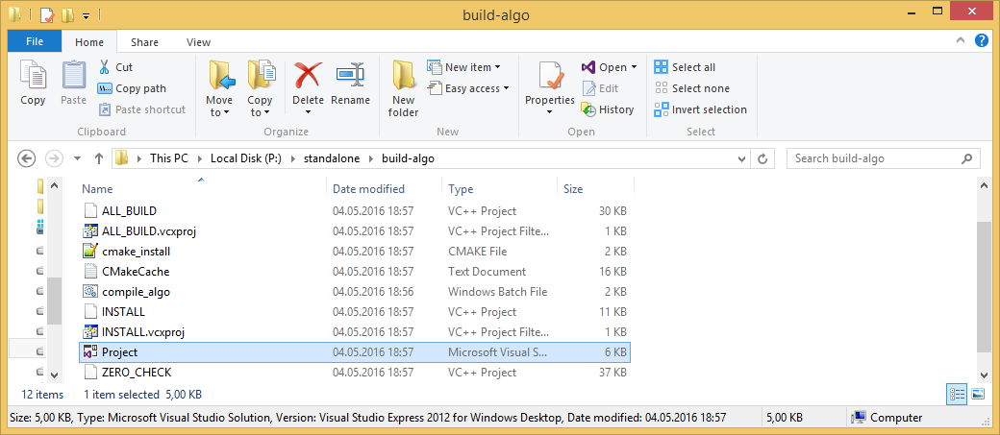 build-algo
File Home Share View
Copy Paste Cut Copy path Paste shortcut Clipboard
Move to Copy to Delete Rename Organize
New folder New item Easy access New
Properties Open Edit History Open
Select all Select none Invert selection Select
This PC Local Disk (P:) standalone build-algo Search build-algo
Name Date modified Type Size
ALL_BUILD 04.05.2016 18:57 VC++ Project 30 KB
ALL_BUILD.vcxproj 04.05.2016 18:57 VC++ Project Filte... 1 KB
cmake_install 04.05.2016 18:57 CMAKE File 2 KB
CMakeCache 04.05.2016 18:57 Text Document 16 KB
compile_algo 04.05.2016 18:56 Windows Batch File 2 KB
INSTALL 04.05.2016 18:57 VC++ Project 11 KB
INSTALL.vcxproj 04.05.2016 18:57 VC++ Project Filte... 1 KB
Project 04.05.2016 18:57 Microsoft Visual S... 6 KB
ZERO_CHECK 04.05.2016 18:57 VC++ Project 37 KB
12 items 1 item selected 5,00 KB
Size: 5,00 KB, Type: Microsoft Visual Studio Solution, Version: Visual Studio Express 2012 for Windows Desktop, Date modified: 04.05.2016 18:57 5,00 KB Computer